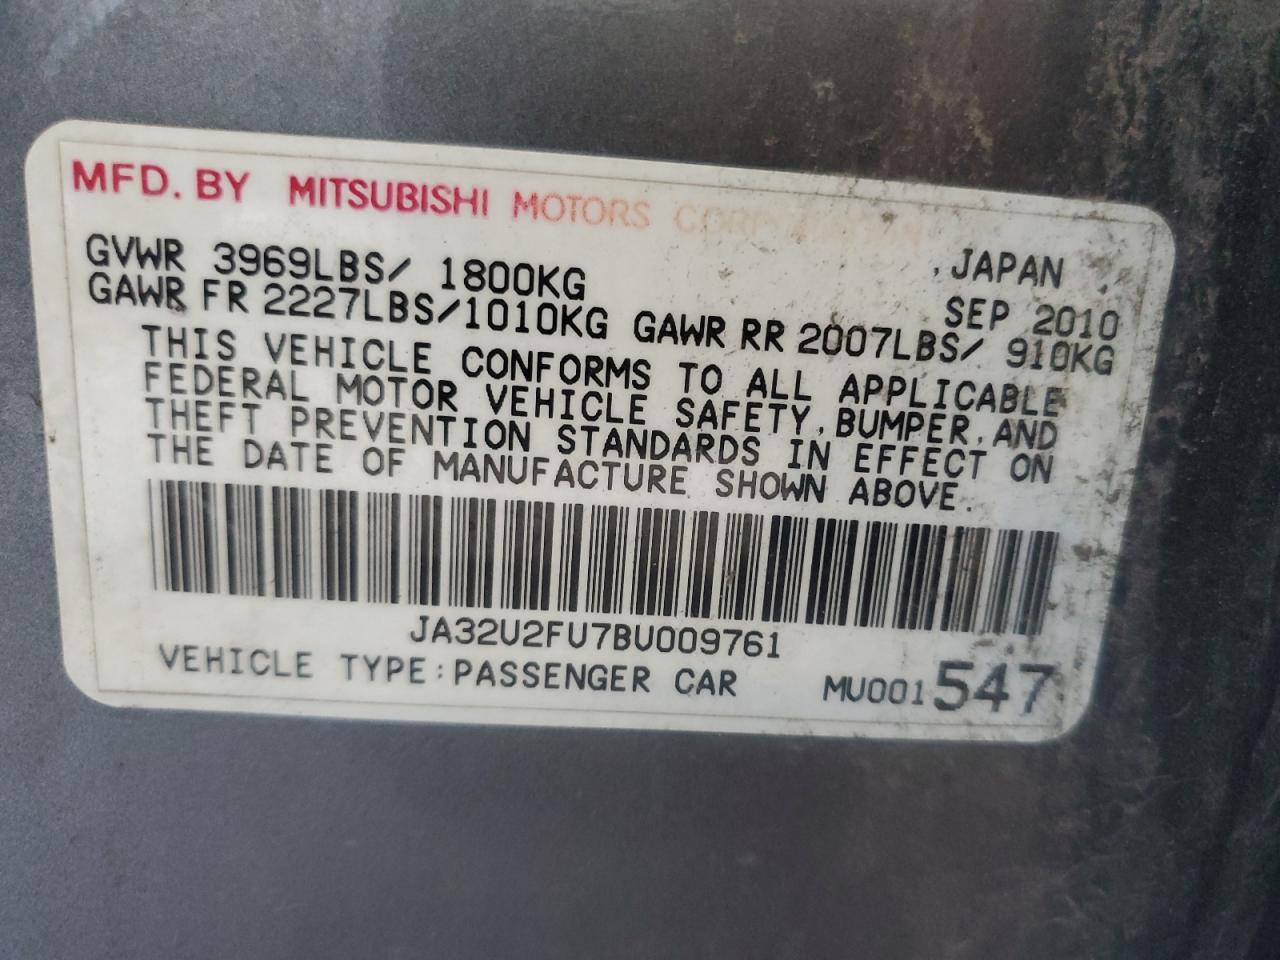 MFD. BY MITSUBISHI MOTORS CORPORATION
GVWR 3969LBS/ 1800KG ,JAPAN
SEP 2010
GAWR FR 2227LBS/1010KG GAWR RR 2007LBS/ 910KG
THIS VEHICLE CONFORMS TO ALL APPLICABLE
FEDERAL MOTOR VEHICLE SAFETY, BUMPER, AND
THEFT PREVENTION STANDARDS IN EFFECT ON
THE DATE OF MANUFACTURE SHOWN ABOVE.
JA32U2FU7BU009761
VEHICLE TYPE:PASSENGER CAR MU001547